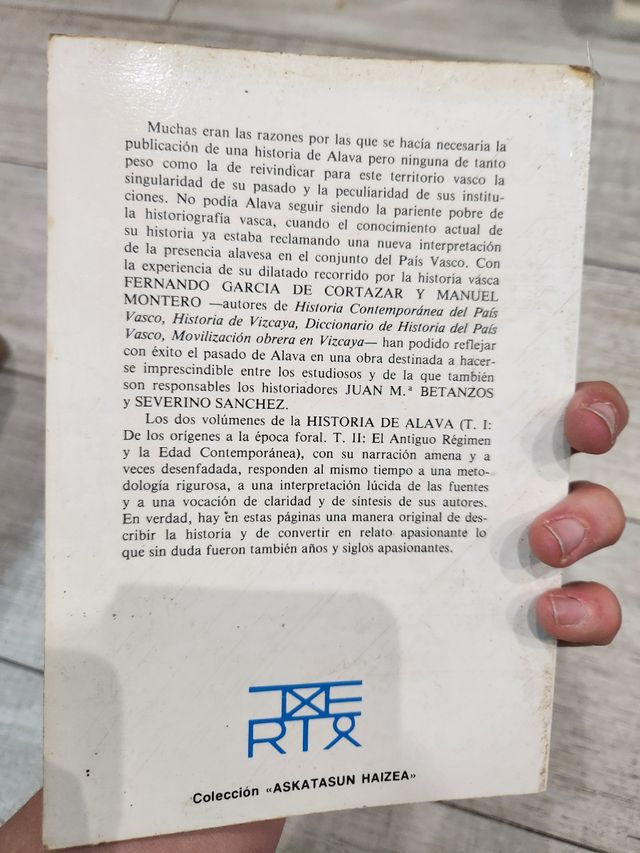 Muchas eran las razones por las que se hacía necesaria la
publicación de una historia de Alava pero ninguna de tanto
peso como la de reivindicar para este territorio vasco la
singularidad de su pasado y la peculiaridad de sus institu-
ciones. No podía Alava seguir siendo la pariente pobre de
la historiografía vasca, cuando el conocimiento actual de
su historia ya estaba reclamando una nueva interpretación
de la presencia alavesa en el conjunto del País Vasco. Con
la experiencia de su dilatado recorrido por la historia vasca
FERNANDO GARCIA DE CORTAZAR Y MANUEL
MONTERO —autores de Historia Contemporánea del País
Vasco, Historia de Vizcaya, Diccionario de Historia del País
Vasco, Movilización obrera en Vizcaya— han podido reflejar
con éxito el pasado de Alava en una obra destinada a hacer-
se imprescindible entre los estudiosos y de la que también
son responsables los historiadores JUAN M.ª BETANZOS
y SEVERINO SANCHEZ.
Los dos volúmenes de la HISTORIA DE ALAVA (T. I:
De los orígenes a la época foral. T. II: El Antiguo Régimen
y la Edad Contemporánea), con su narración amena y a
veces desenfadada, responden al mismo tiempo a una meto-
dología rigurosa, a una interpretación lúcida de las fuentes
y a una vocación de claridad y de síntesis de sus autores.
En verdad, hay en estas páginas una manera original de des-
cribir la historia y de convertir en relato apasionante lo
que sin duda fueron también años y siglos apasionantes.
TXE
RTOA
Colección «ASKATASUN HAIZEA»